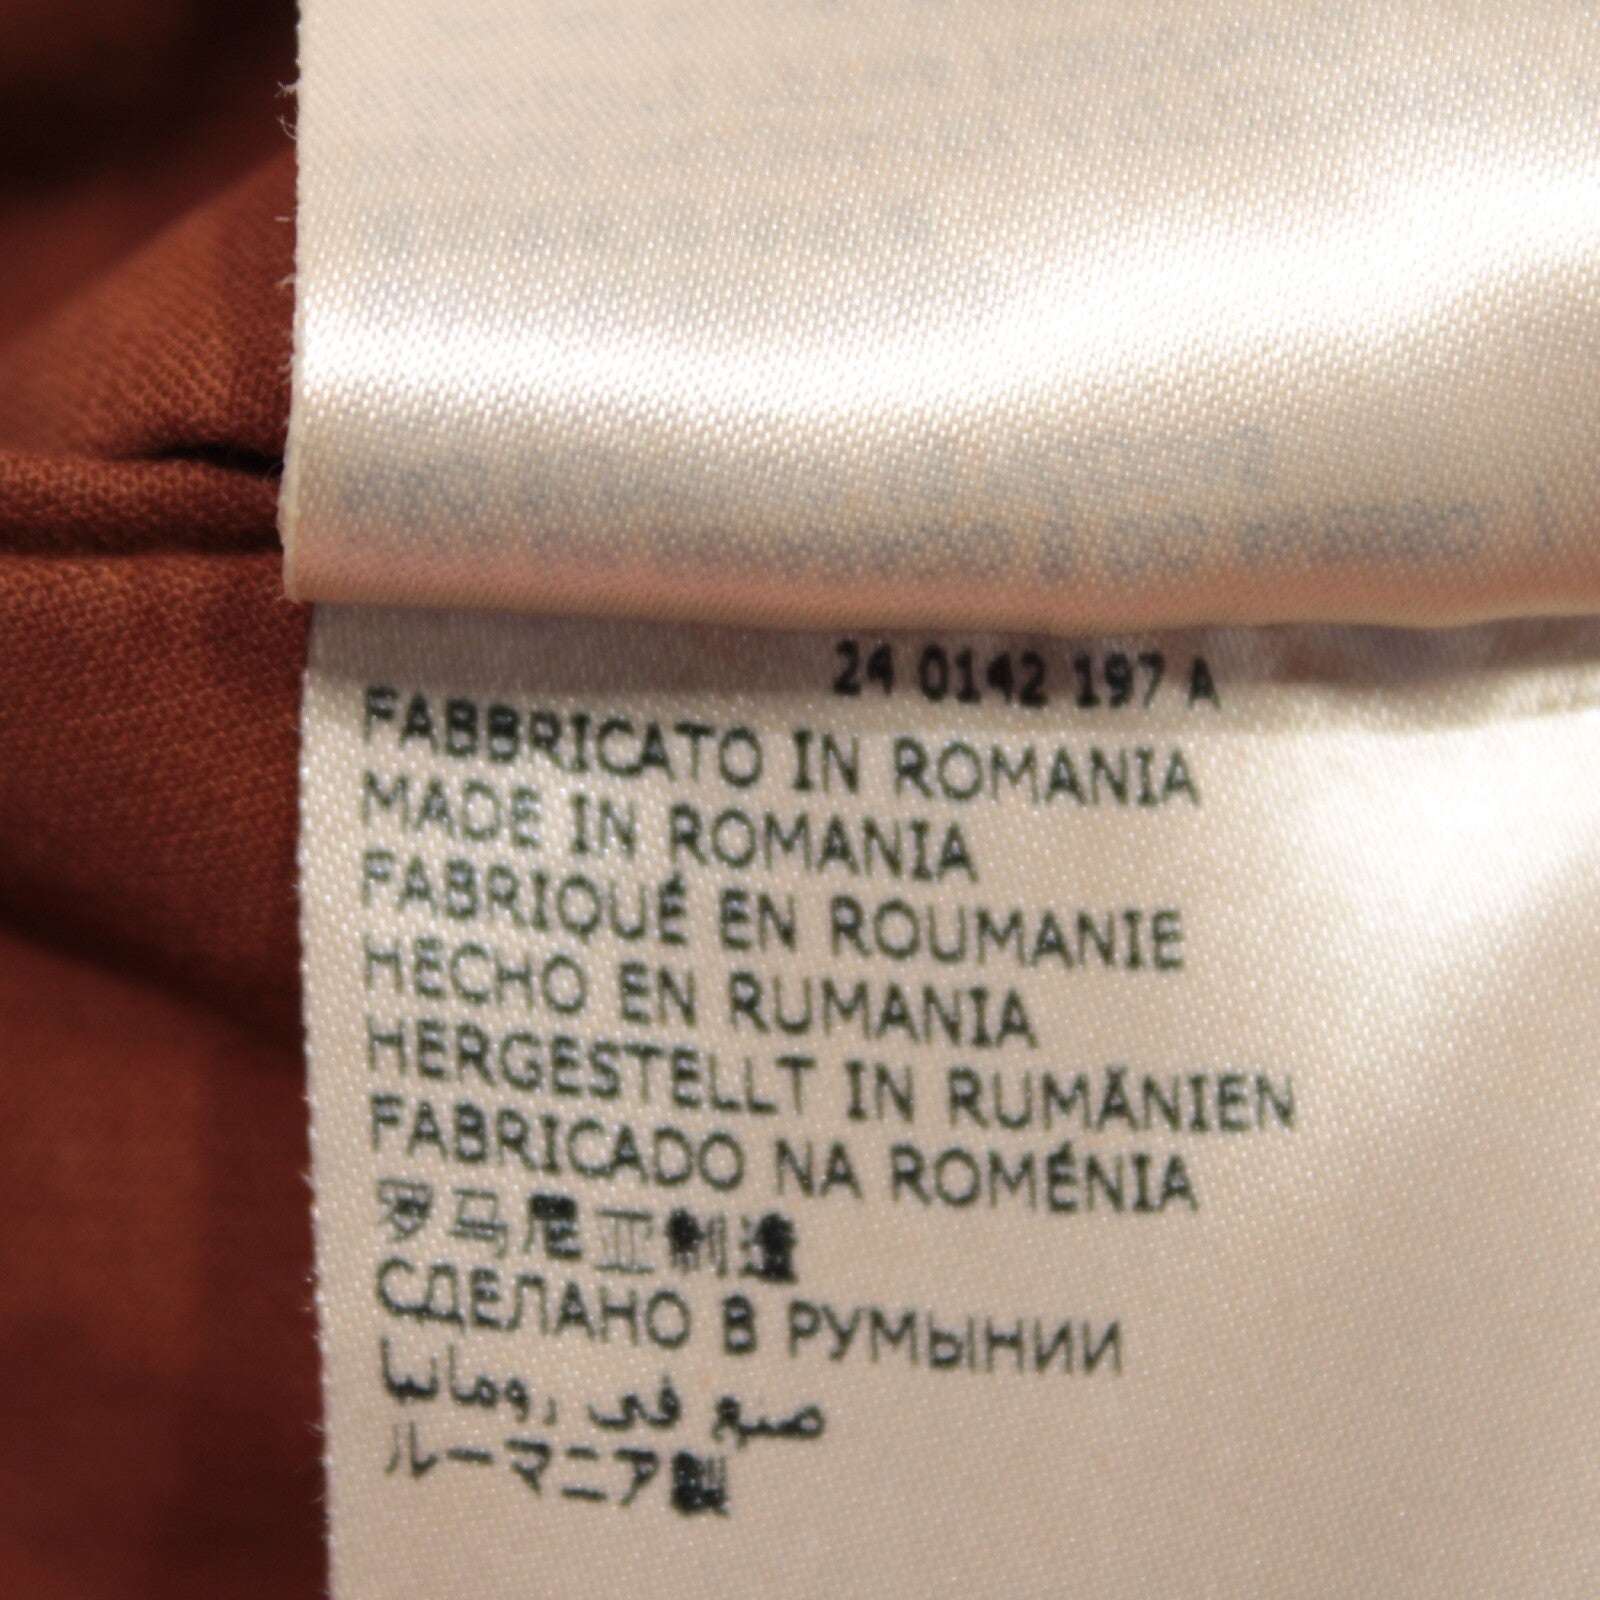 24 0142 197 A
FABBRICATO IN ROMANIA
MADE IN ROMANIA
FABRIQUÉ EN ROUMANIE
HECHO EN RUMANIA
HERGESTELLT IN RUMÄNIEN
FABRICADO NA ROMÉNIA
罗马尼亚制造
СДЕЛАНО В РУМЫНИИ
صنع في رومانيا
ルーマニア製